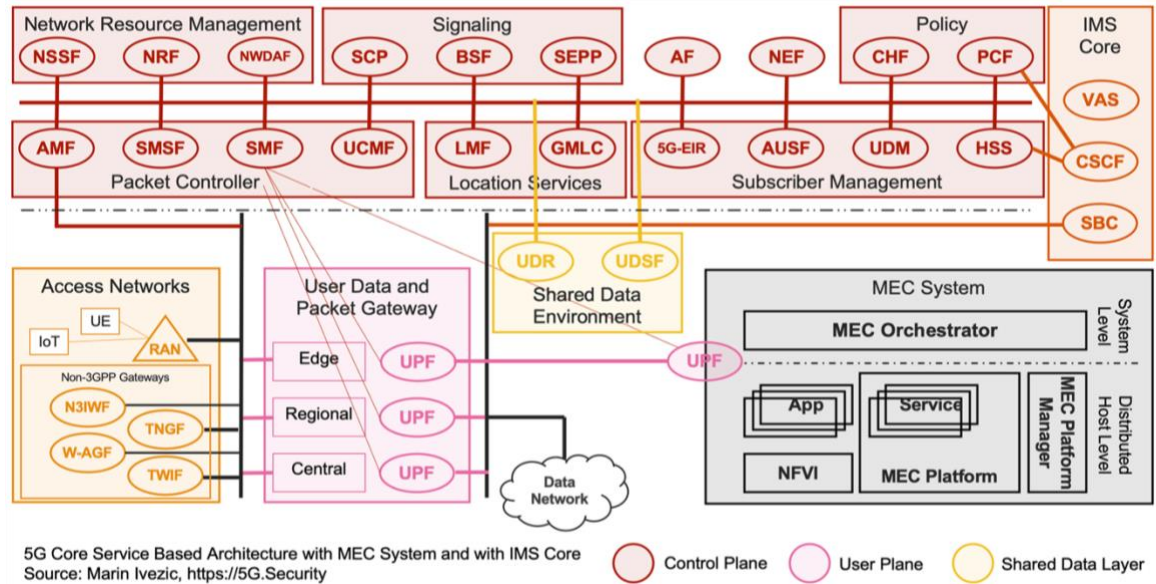 Network Resource Management
NSSF
NRF
NWDAF
Signaling
SCP
BSF
SEPP
AF
NEF
Policy
CHF
PCF
IMS
Core
VAS
CSCF
SBC
AMF
SMSF
SMF
UCMF
Packet Controller
LMF
GMLC
Location Services
5G-EIR
AUSF
UDM
HSS
Subscriber Management
Access Networks
UE
IoT
RAN
Non-3GPP Gateways
N3IWF
TNGF
W-AGF
TWIF
User Data and
Packet Gateway
Edge
UPF
Regional
UPF
Central
UPF
UDR
UDSF
Shared Data
Environment
UPF
Data
Network
MEC System
MEC Orchestrator
System
Level
App
Service
MEC Platform
Manager
Distributed
Host Level
NFVI
MEC Platform
5G Core Service Based Architecture with MEC System and with IMS Core
Source: Marin Ivezic, https://5G.Security
Control Plane
User Plane
Shared Data Layer